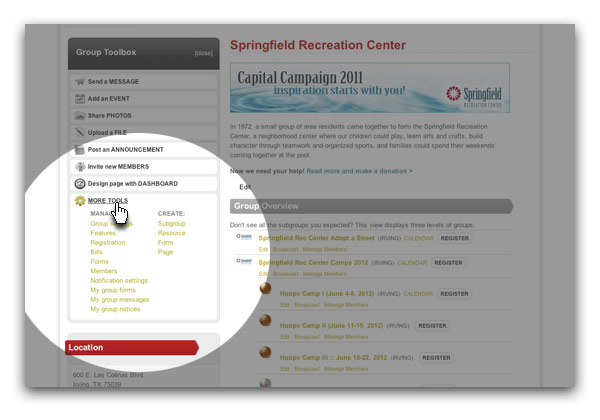 Group Toolbox [close]
Send a MESSAGE
Add an EVENT
Share PHOTOS
Upload a FILE
Post an ANNOUNCEMENT
Invite new MEMBERS
Design page with DASHBOARD
MORE TOOLS
CREATE:
Features
Registration
Bills
Forms
Members
Notification settings
My group forms
My group messages
My group notices
Subgroup
Resource
Form
Page
Location
600 E. Las Colinas Blvd.
Irving, TX 75039
Springfield Recreation Center
Capital Campaign 2011
inspiration starts with you!
Springfield
RECREATION CENTER
In 1972, a small group of area residents came together to form the Springfield Recreation
Center, a neighborhood center where our children could play, learn arts and crafts, build
character through teamwork and organized sports, and families could spend their weekends
coming together at the pool.
Now we need your help! Read more and make a donation >
Edit
Group Overview
Don't see all the subgroups you expected? This view displays three levels of groups.
Springfield Rec Center Adopt a Street (IRVING) CALENDAR REGISTER
Edit Broadcast Manage Members
Springfield Rec Center Camps 2012 (IRVING) CALENDAR REGISTER
Edit Broadcast Manage Members
Hoops Camp I (June 4-6, 2012) (IRVING) CALENDAR REGISTER
Edit Broadcast Manage Members
Hoops Camp II (June 11-15, 2012) (IRVING) REGISTER
Edit Broadcast Manage Members
Hoops Camp III :: June 18-22, 2012 (IRVING) REGISTER
Edit Broadcast Manage Members